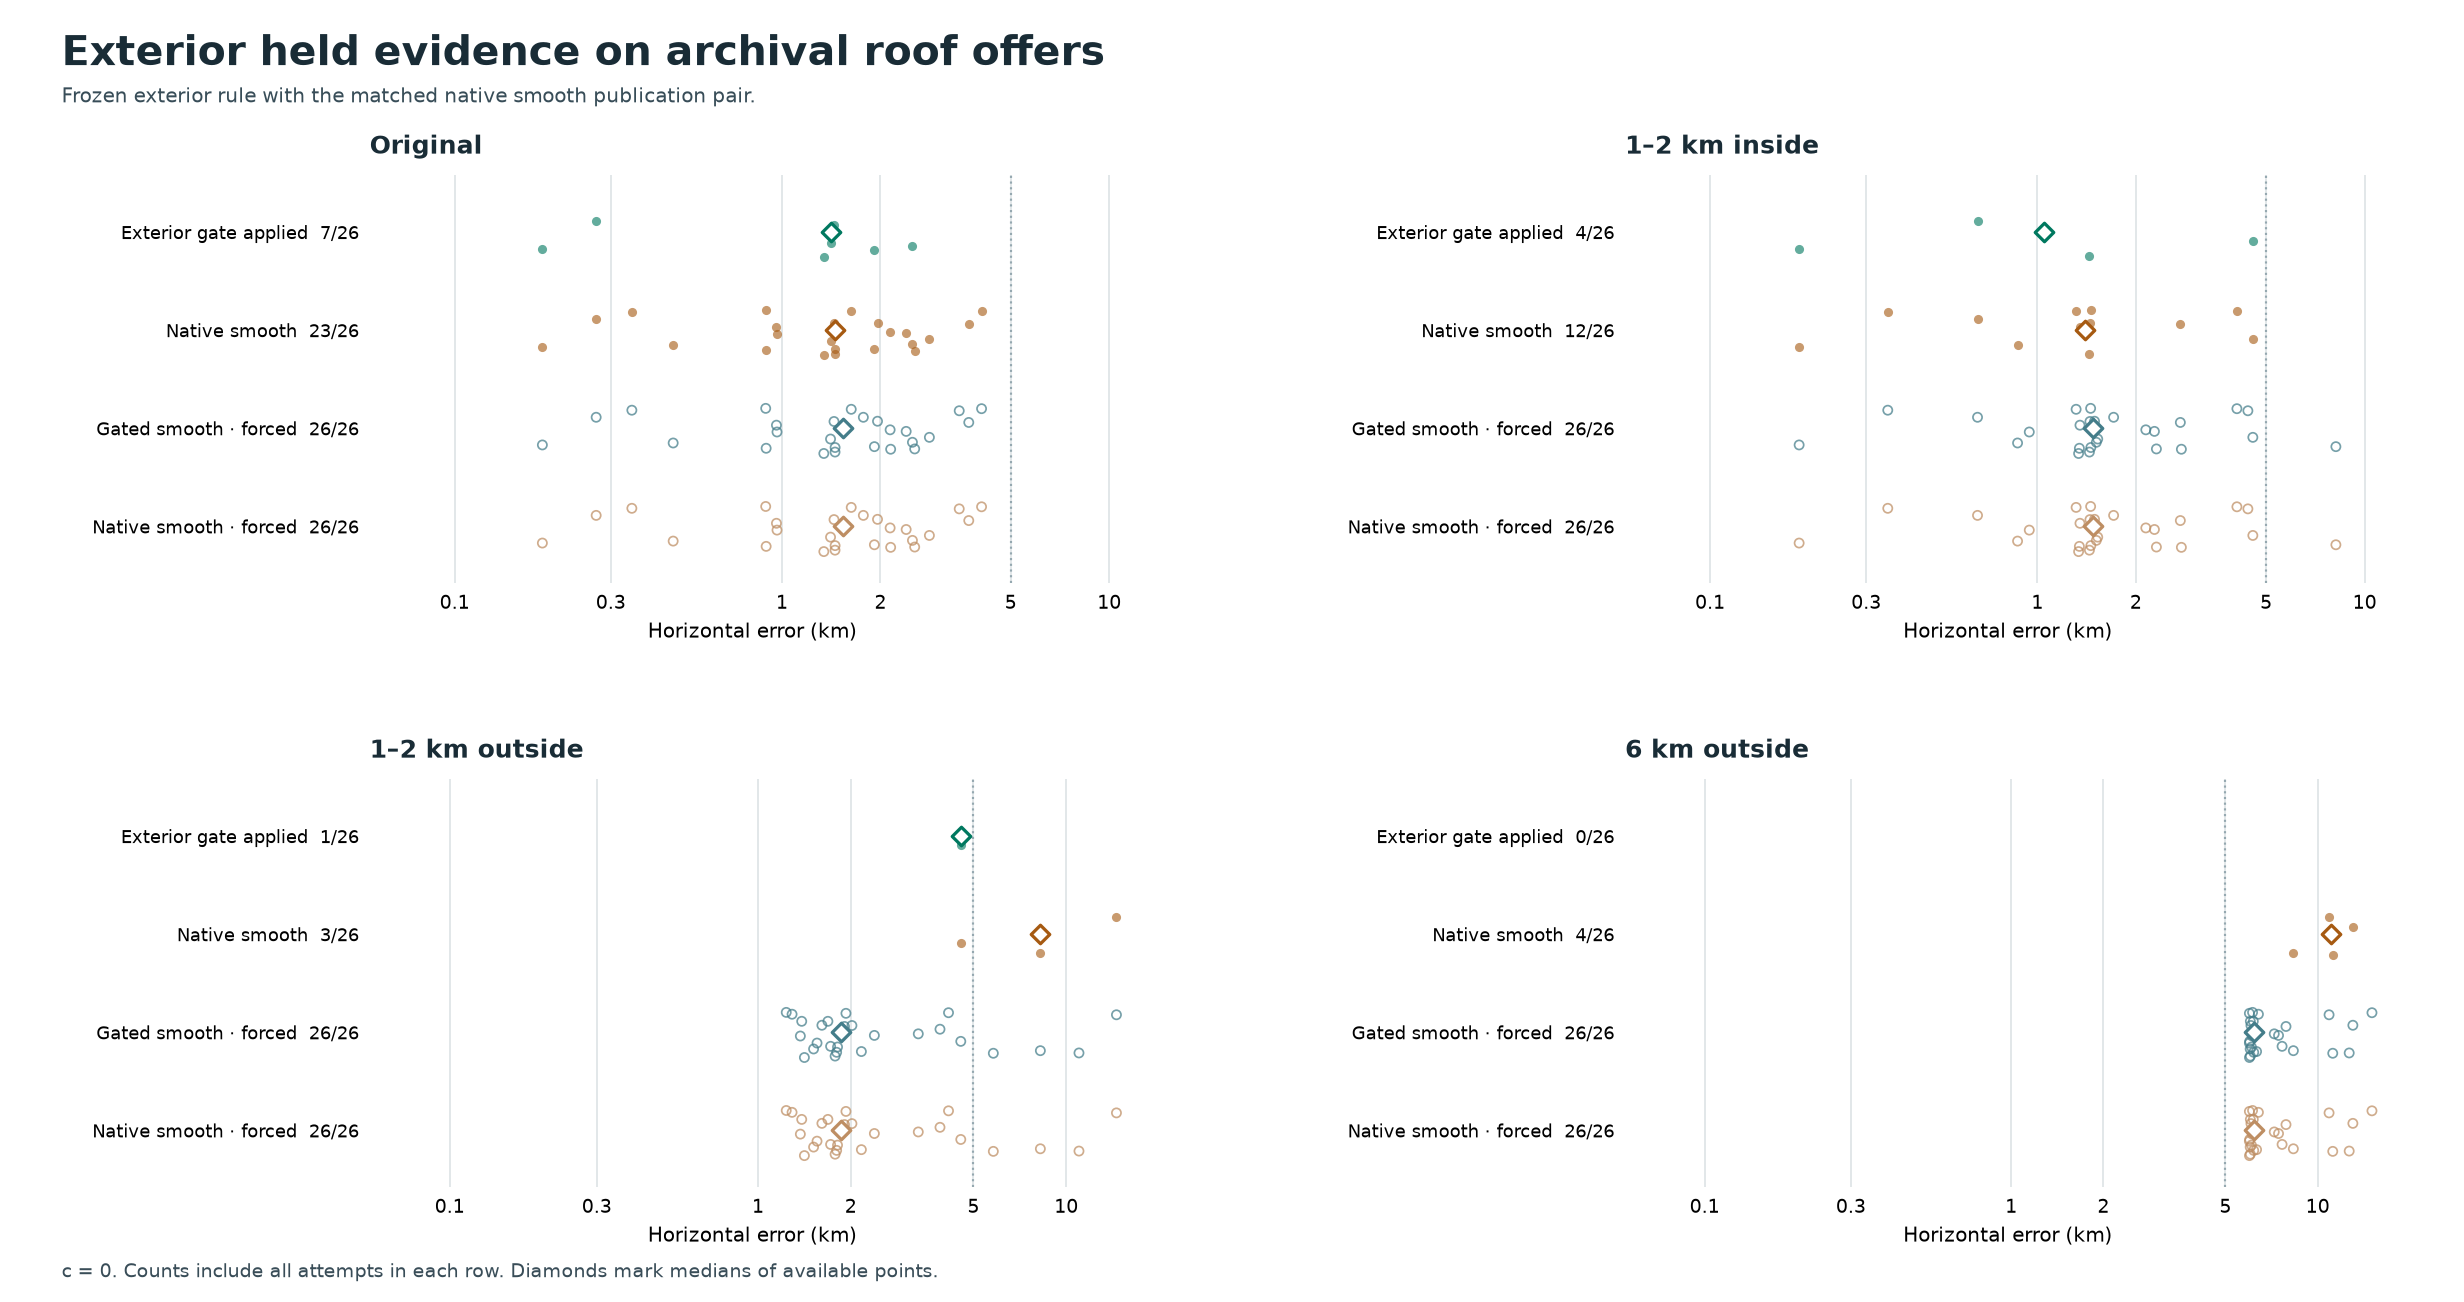 Exterior held evidence on archival roof offers
Frozen exterior rule with the matched native smooth publication pair.
Original
Exterior gate applied 7/26
Native smooth 23/26
Gated smooth · forced 26/26
Native smooth · forced 26/26
0.1 0.3 1 2 5 10
Horizontal error (km)
1–2 km inside
Exterior gate applied 4/26
Native smooth 12/26
Gated smooth · forced 26/26
Native smooth · forced 26/26
0.1 0.3 1 2 5 10
Horizontal error (km)
1–2 km outside
Exterior gate applied 1/26
Native smooth 3/26
Gated smooth · forced 26/26
Native smooth · forced 26/26
0.1 0.3 1 2 5 10
Horizontal error (km)
6 km outside
Exterior gate applied 0/26
Native smooth 4/26
Gated smooth · forced 26/26
Native smooth · forced 26/26
0.1 0.3 1 2 5 10
Horizontal error (km)
c = 0. Counts include all attempts in each row. Diamonds mark medians of available points.